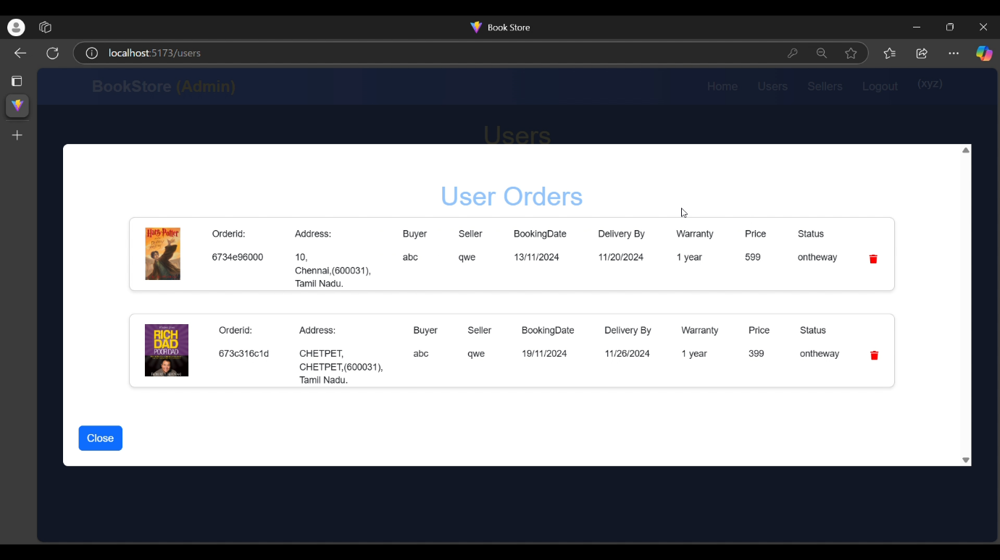 Book Store
localhost:5173/users
BookStore (Admin)
Home Users Sellers Logout (xyz)
Users
User Orders
Harry Potter
Orderid: Address: Buyer Seller BookingDate Delivery By Warranty Price Status
6734e96000 10, abc qwe 13/11/2024 11/20/2024 1 year 599 ontheway
Chennai,(600031),
Tamil Nadu.
RICH
DAD
POOR DAD
Orderid: Address: Buyer Seller BookingDate Delivery By Warranty Price Status
673c316c1d CHETPET, abc qwe 19/11/2024 11/26/2024 1 year 399 ontheway
CHETPET,(600031),
Tamil Nadu.
Close